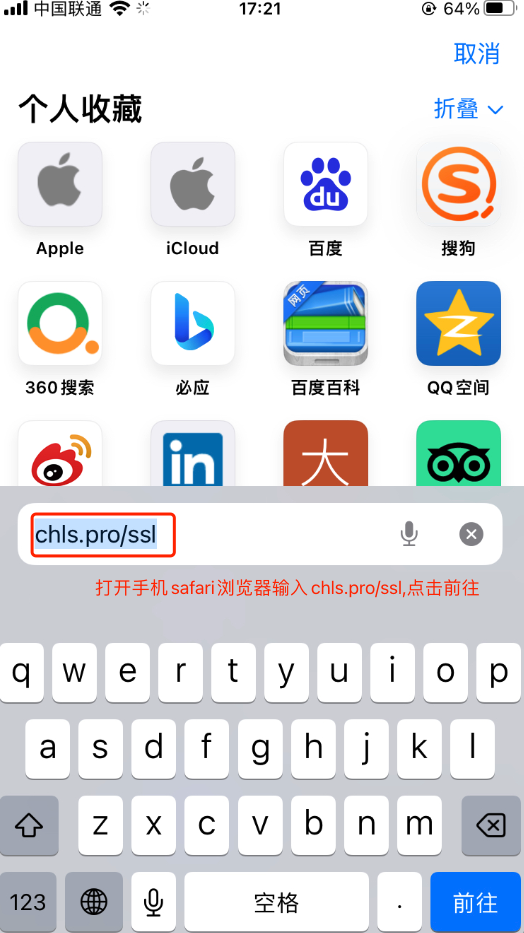 中国联通 17:21 64%
取消
个人收藏 折叠
du
网页
Apple iCloud 百度 搜狗
360搜索 必应 百度百科 QQ空间
in 大
chls.pro/ssl
打开手机safari浏览器输入chls.pro/ssl,点击前往
q w e r t y u i o p
a s d f g h j k l
z x c v b n m
123 空格 . 前往